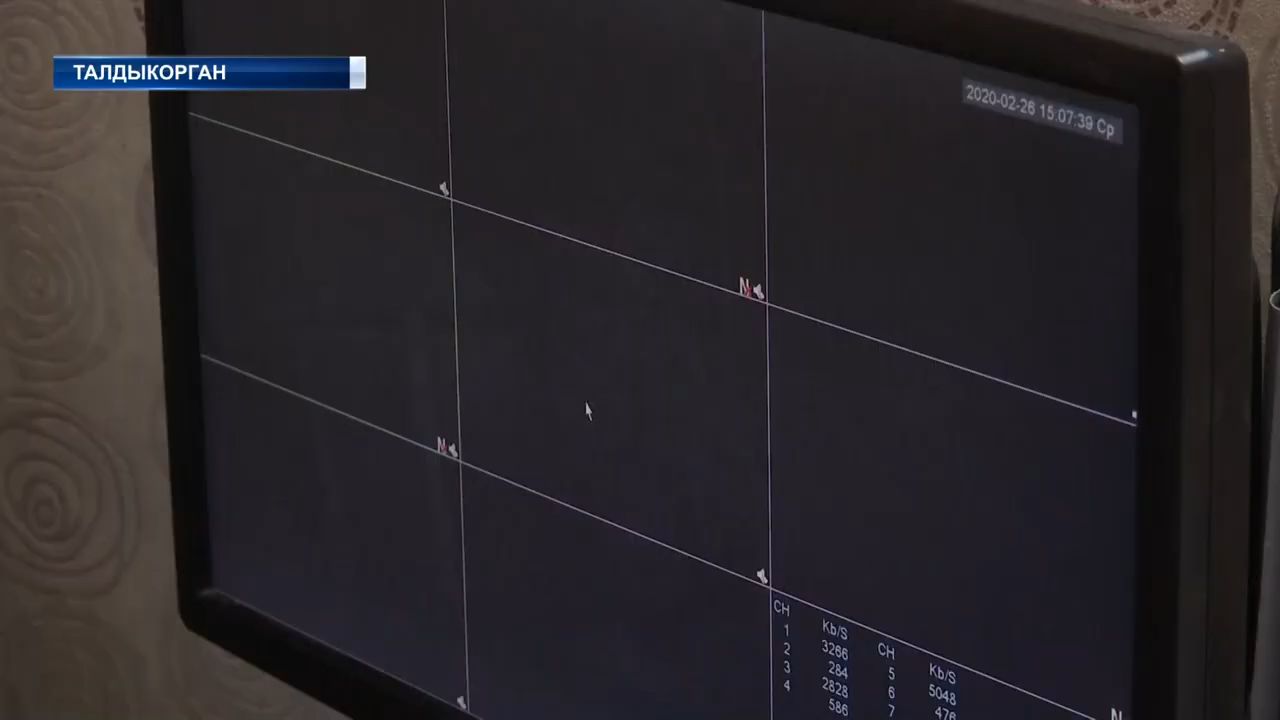 ТАЛДЫКОРГАН
2020-02-26 15:07:39 Ср
N
N
CH Kb/S CH Kb/S
1 3266 5 5048
2 284 6 476
3 2828 7
4 586
N